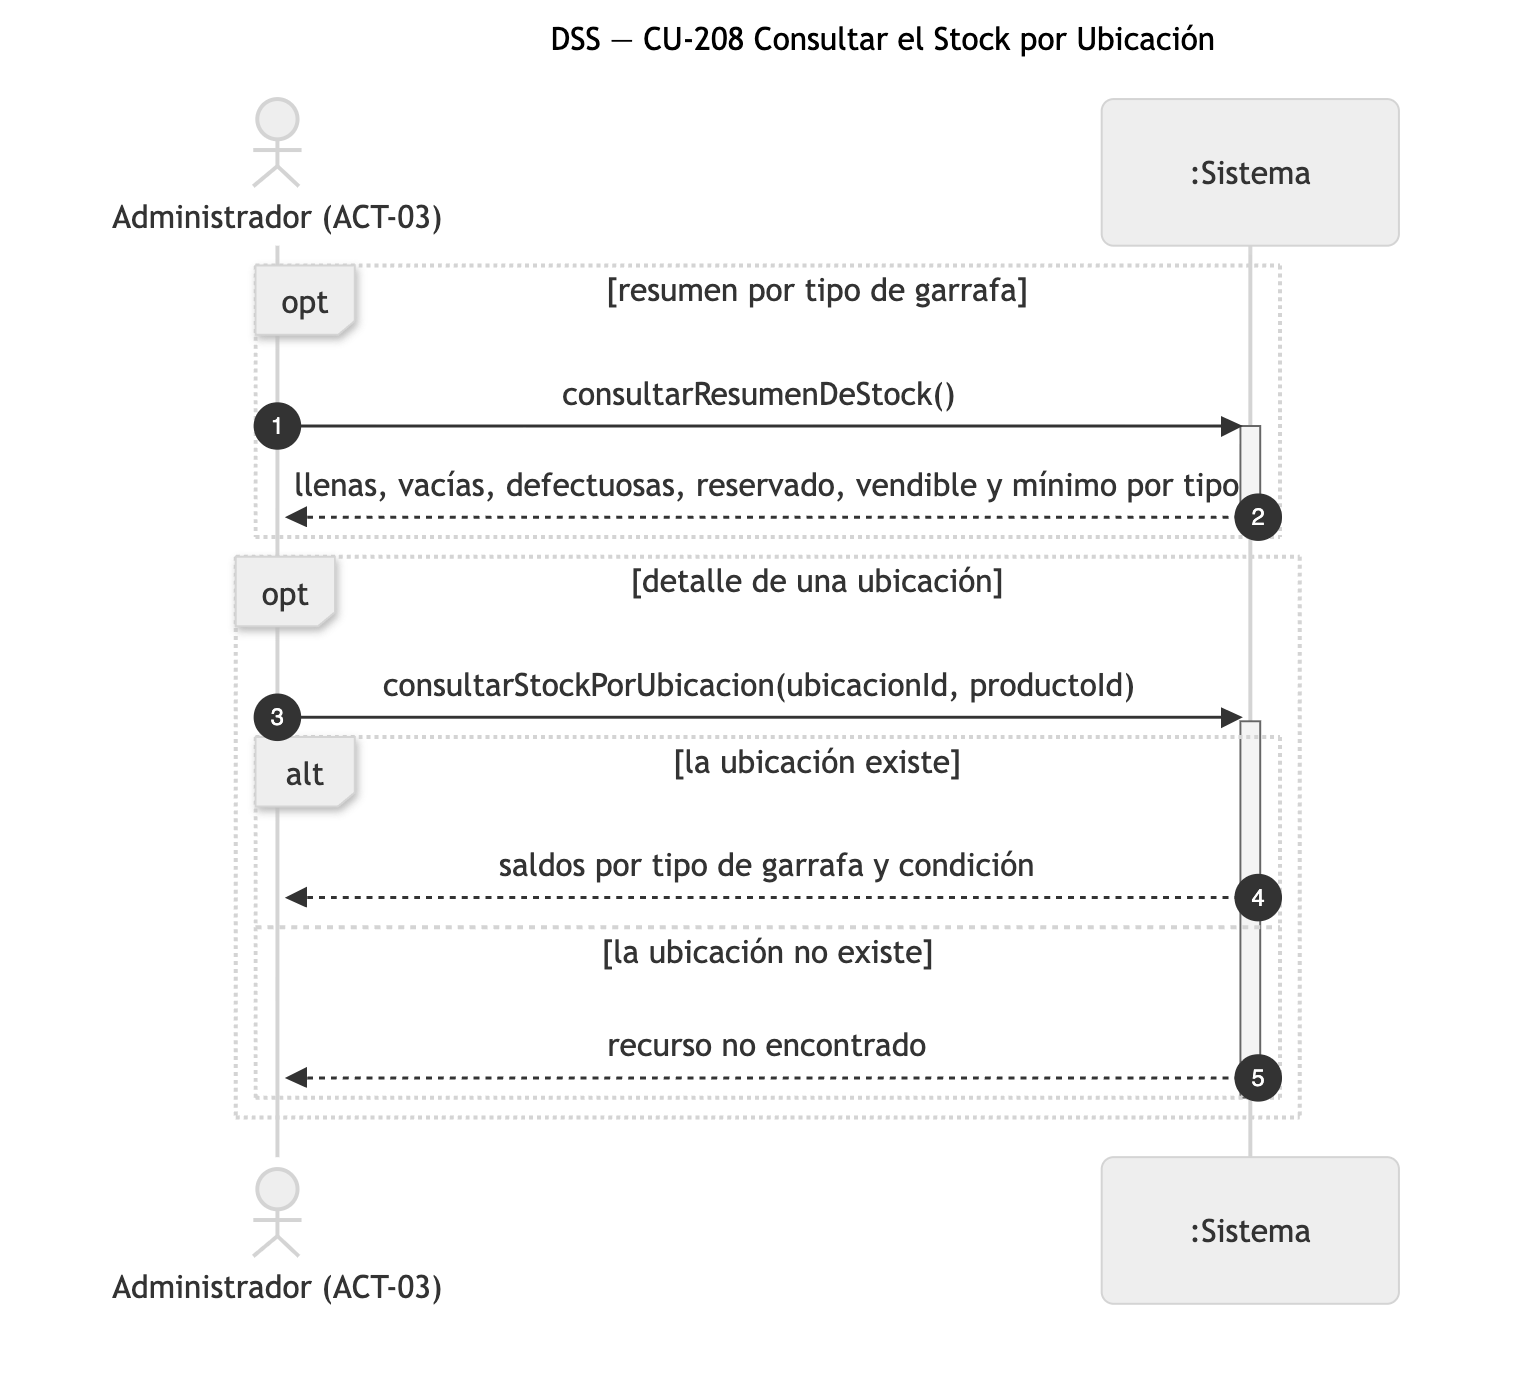 DSS — CU-208 Consultar el Stock por Ubicación
Administrador (ACT-03)
:Sistema
opt
[resumen por tipo de garrafa]
consultarResumenDeStock()
1
llenas, vacías, defectuosas, reservado, vendible y mínimo por tipo
2
opt
[detalle de una ubicación]
consultarStockPorUbicacion(ubicacionId, productoId)
3
alt
[la ubicación existe]
saldos por tipo de garrafa y condición
4
[la ubicación no existe]
recurso no encontrado
5
Administrador (ACT-03)
:Sistema